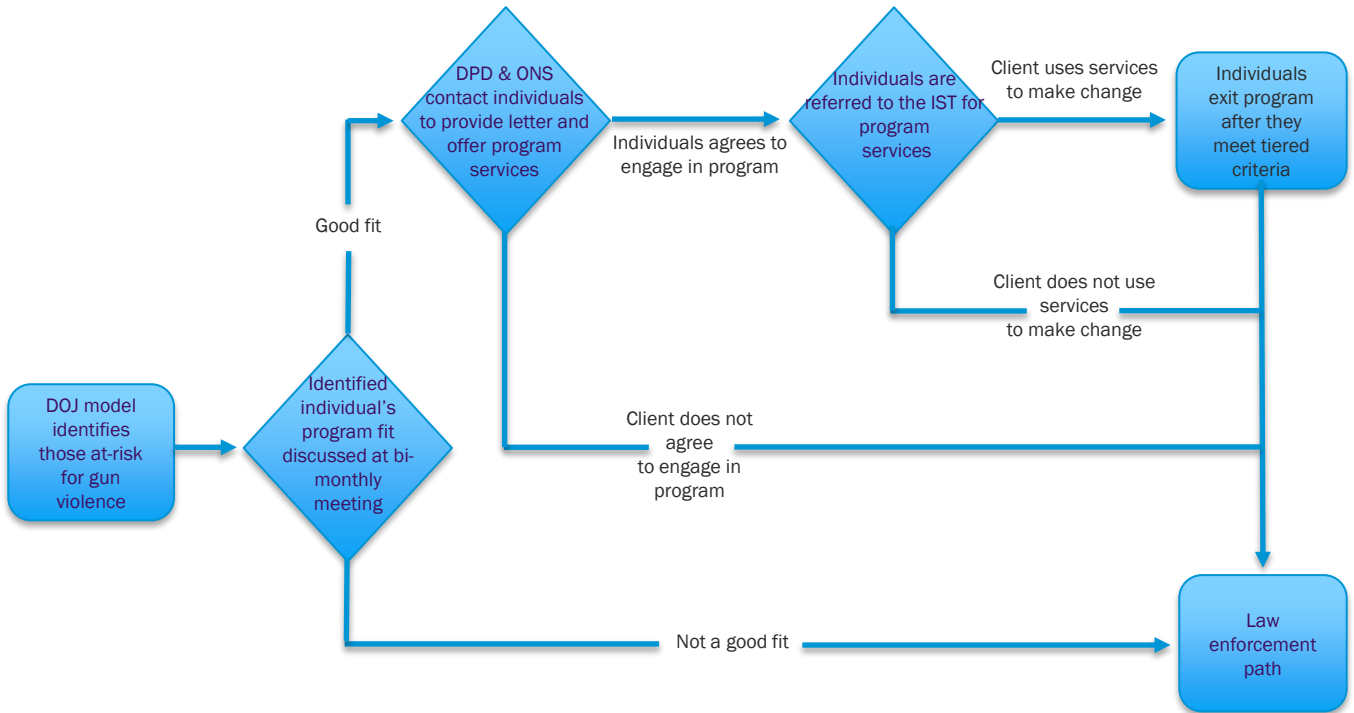 DOJ model
identifies
those at-risk
for gun
violence
Identified
individual's
program fit
discussed at bi-
monthly
meeting
Good fit
DPD & ONS
contact individuals
to provide letter and
offer program
services
Individuals agrees to
engage in program
Individuals are
referred to the IST for
program
services
Client uses services
to make change
Individuals
exit program
after they
meet tiered
criteria
Client does not use
services
to make change
Client does not
agree
to engage in
program
Not a good fit
Law
enforcement
path